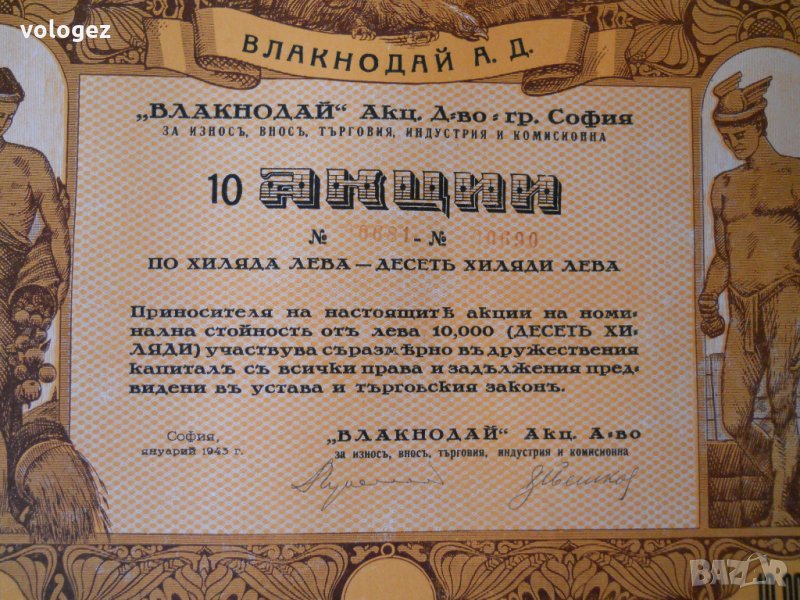 vologez
ВЛАКНОДАЙ А. Д.
„ВЛАКНОДАЙ“ Акц. Д=во = гр. София
ЗА ИЗНОСЪ, ВНОСЪ, ТЪРГОВИЯ, ИНДУСТРИЯ И КОМИСИОННА
10 АКЦИИ
№ - №
ПО ХИЛЯДА ЛЕВА — ДЕСЕТЬ ХИЛЯДИ ЛЕВА
Приносителя на настоящитѣ акции на номи=
нална стойность отъ лева 10,000 (ДЕСЕТЬ ХИ=
ЛЯДИ) участвува съразмѣрно въ дружествения
капиталъ съ всички права и задължения пред=
видени въ устава и търговския законъ.
София,
януарий 1943 г.
„ВЛАКНОДАЙ“ Акц. Д=во
за износъ, вносъ, търговия, индустрия и комисионна
BAZAR